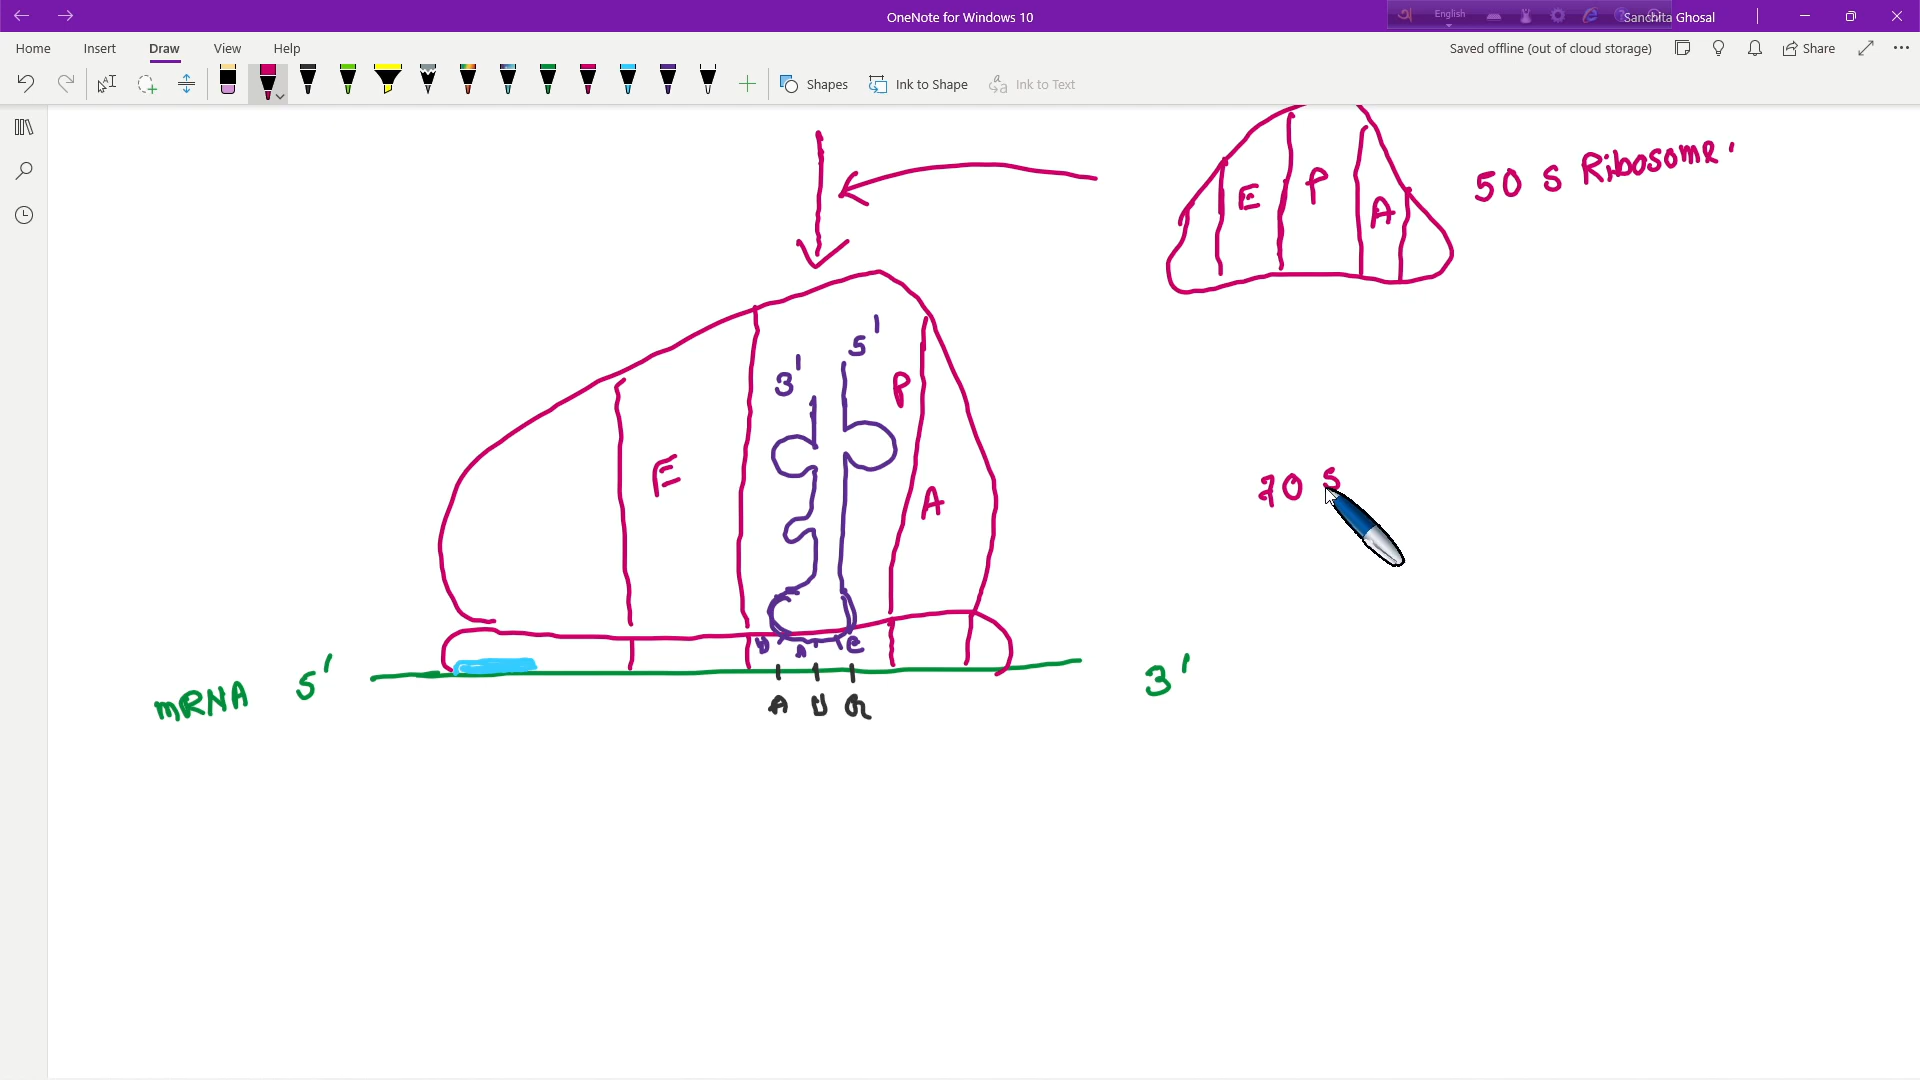 OneNote for Windows 10
English
Sanchita Ghosal
Home Insert Draw View Help
Saved offline (out of cloud storage)
Share
Shapes
Ink to Shape
Ink to Text
E P A
50 S Ribosome.
3' 5'
P
E
A
70 S
U A C
mRNA 5' 3'
A U G